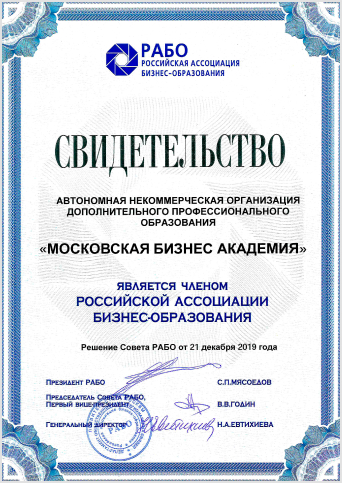 РАБО
РОССИЙСКАЯ АССОЦИАЦИЯ
БИЗНЕС-ОБРАЗОВАНИЯ
СВИДЕТЕЛЬСТВО
АВТОНОМНАЯ НЕКОММЕРЧЕСКАЯ ОРГАНИЗАЦИЯ
ДОПОЛНИТЕЛЬНОГО ПРОФЕССИОНАЛЬНОГО
ОБРАЗОВАНИЯ
«МОСКОВСКАЯ БИЗНЕС АКАДЕМИЯ»
ЯВЛЯЕТСЯ ЧЛЕНОМ
РОССИЙСКОЙ АССОЦИАЦИИ
БИЗНЕС-ОБРАЗОВАНИЯ
Решение Совета РАБО от 21 декабря 2019 года
ПРЕЗИДЕНТ РАБО С.П.МЯСОЕДОВ
ПРЕДСЕДАТЕЛЬ СОВЕТА РАБО,
ПЕРВЫЙ ВИЦЕ-ПРЕЗИДЕНТ В.В.ГОДИН
ГЕНЕРАЛЬНЫЙ ДИРЕКТОР Н.А.ЕВТИХИЕВА
РАБО